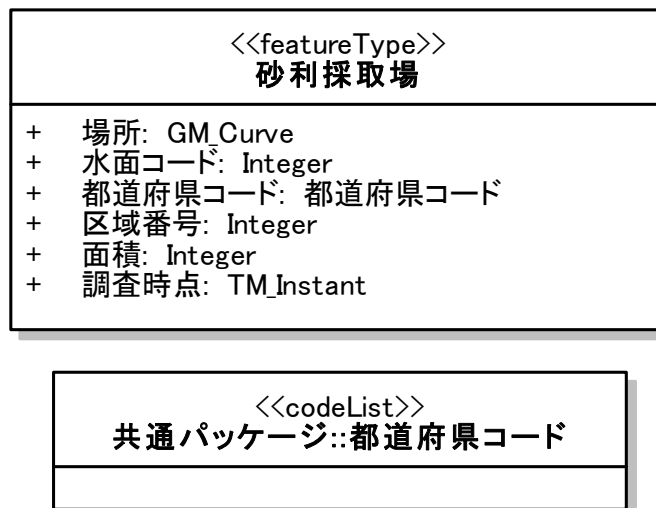 <<featureType>>
砂利採取場
+ 場所: GM_Curve
+ 水面コード: Integer
+ 都道府県コード: 都道府県コード
+ 区域番号: Integer
+ 面積: Integer
+ 調査時点: TM_Instant
<<codeList>>
共通パッケージ::都道府県コード